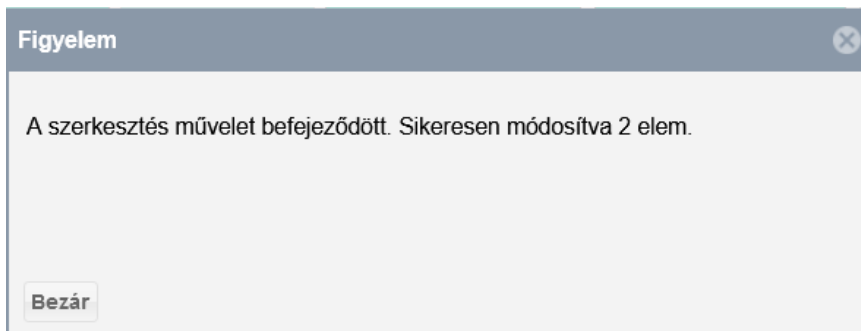 Figyelem
A szerkesztés művelet befejeződött. Sikeresen módosítva 2 elem.
Bezár